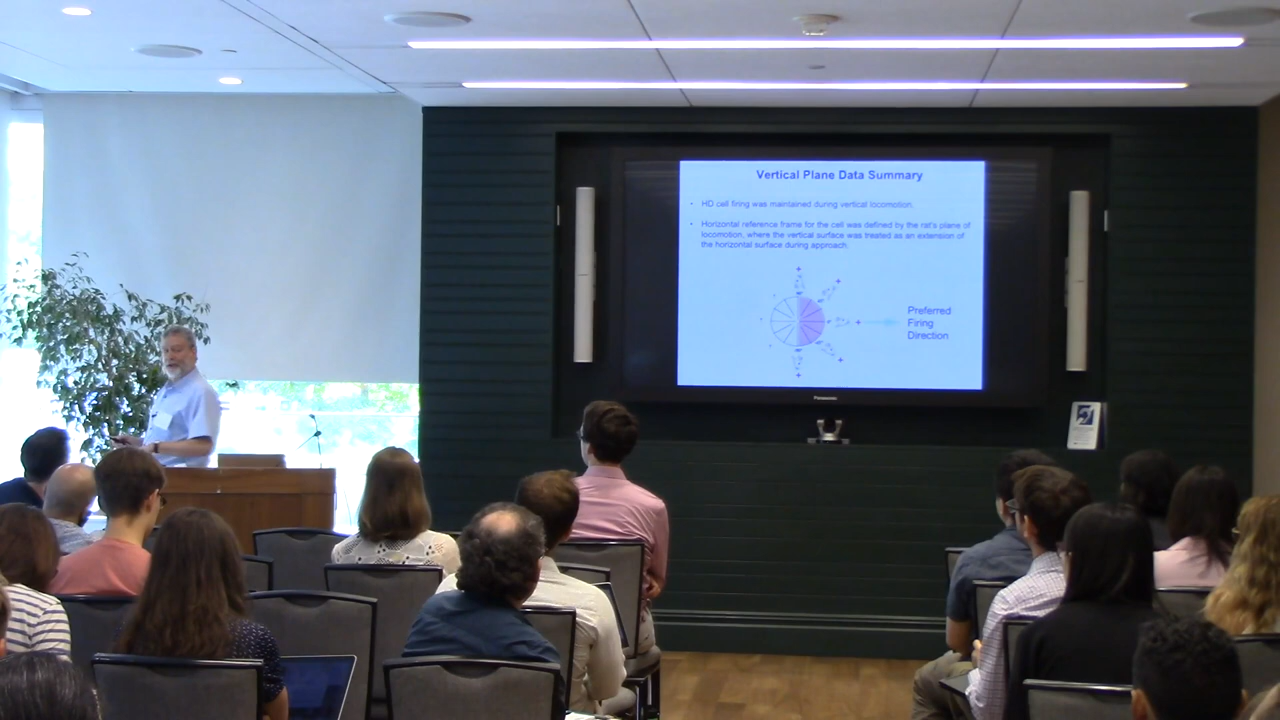 Vertical Plane Data Summary
• HD cell firing was maintained during vertical locomotion.
• Horizontal reference frame for the cell was defined by the rat's plane of
locomotion, where the vertical surface was treated as an extension of
the horizontal surface during approach.
Preferred
Firing
Direction
Panasonic